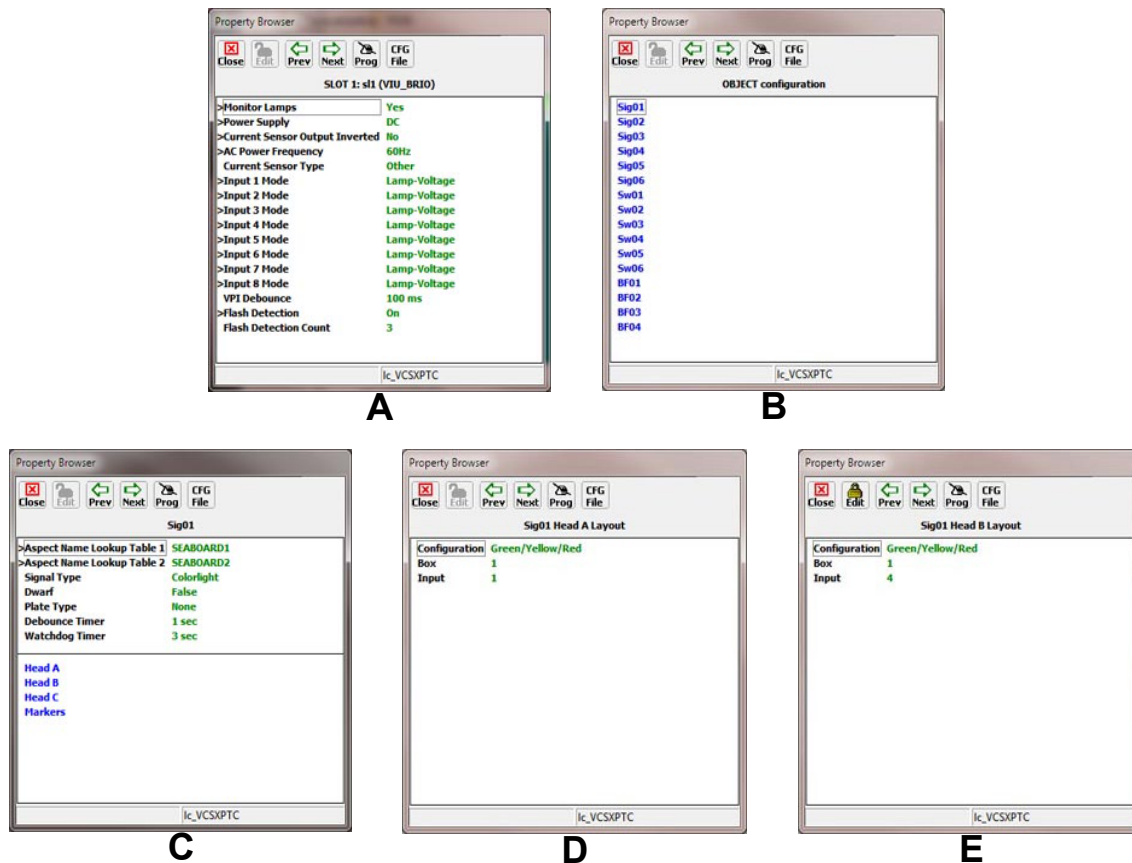 Property Browser
Close Edit Prev Next Prog CFG File
SLOT 1: sl1 (VIU_BRIO)
>Monitor Lamps Yes
>Power Supply DC
>Current Sensor Output Inverted No
>AC Power Frequency 60Hz
Current Sensor Type Other
>Input 1 Mode Lamp-Voltage
>Input 2 Mode Lamp-Voltage
>Input 3 Mode Lamp-Voltage
>Input 4 Mode Lamp-Voltage
>Input 5 Mode Lamp-Voltage
>Input 6 Mode Lamp-Voltage
>Input 7 Mode Lamp-Voltage
>Input 8 Mode Lamp-Voltage
VPI Debounce 100 ms
>Flash Detection On
Flash Detection Count 3
lc_VCSXPTC
A
Property Browser
Close Edit Prev Next Prog CFG File
OBJECT configuration
Sig01
Sig02
Sig03
Sig04
Sig05
Sig06
Sw01
Sw02
Sw03
Sw04
Sw05
Sw06
BF01
BF02
BF03
BF04
lc_VCSXPTC
B
Property Browser
Close Edit Prev Next Prog CFG File
Sig01
>Aspect Name Lookup Table 1 SEABOARD1
>Aspect Name Lookup Table 2 SEABOARD2
Signal Type Colorlight
Dwarf False
Plate Type None
Debounce Timer 1 sec
Watchdog Timer 3 sec
Head A
Head B
Head C
Markers
lc_VCSXPTC
C
Property Browser
Close Edit Prev Next Prog CFG File
Sig01 Head A Layout
Configuration Green/Yellow/Red
Box 1
Input 1
lc_VCSXPTC
D
Property Browser
Close Edit Prev Next Prog CFG File
Sig01 Head B Layout
Configuration Green/Yellow/Red
Box 1
Input 4
lc_VCSXPTC
E